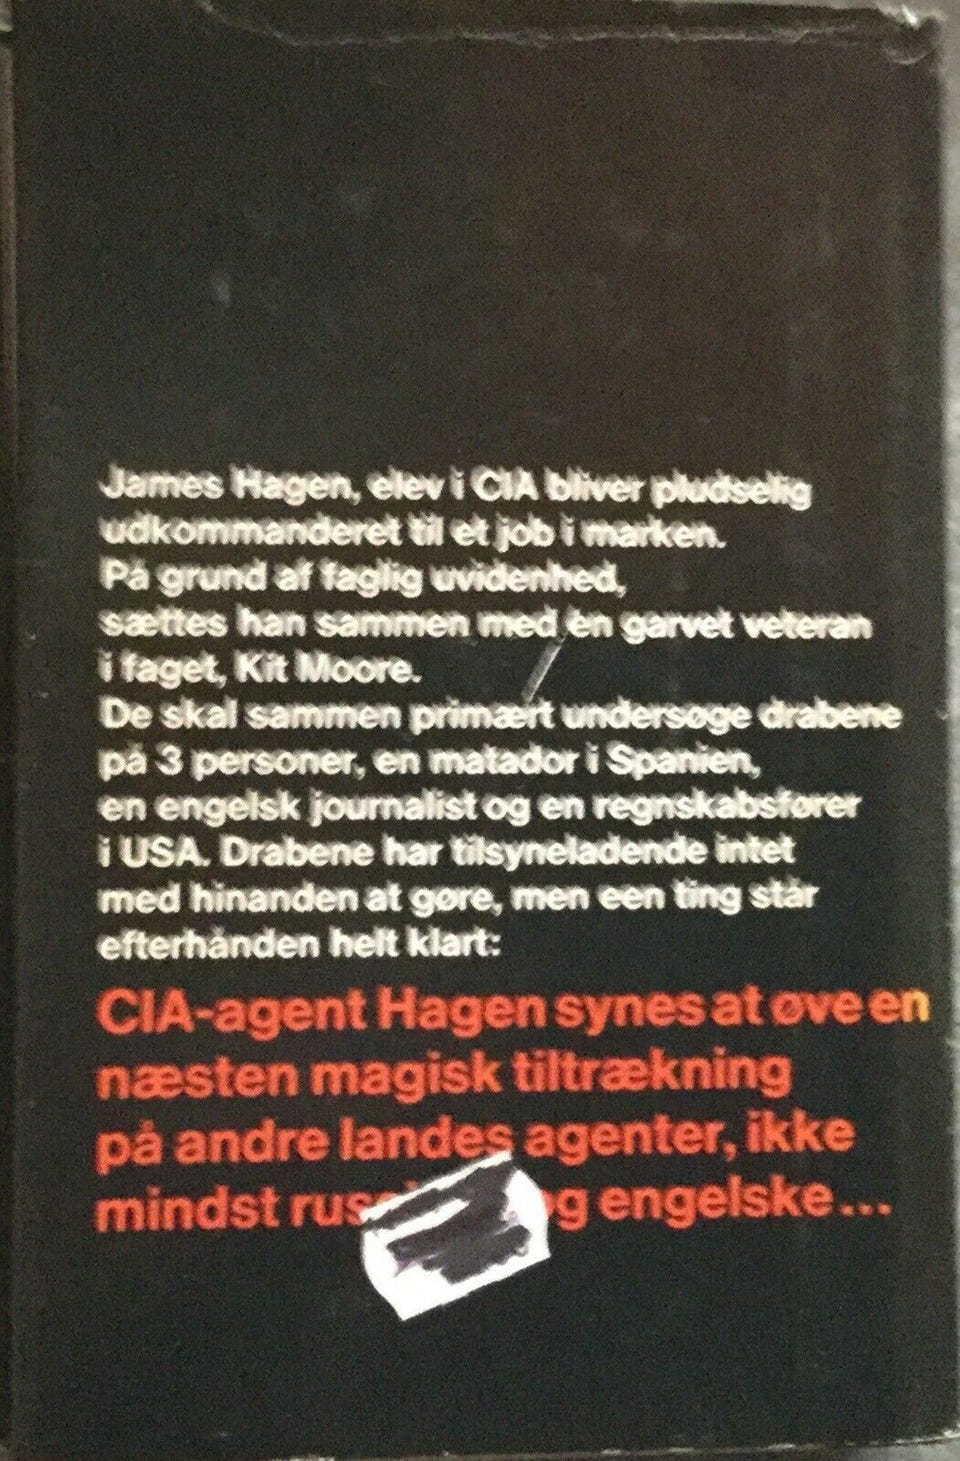 James Hagen, elev i CIA bliver pludselig
udkommanderet til et job i marken.
På grund af faglig uvidenhed,
sættes han sammen med en garvet veteran
i faget, Kit Moore.
De skal sammen primært undersøge drabene
på 3 personer, en matador i Spanien,
en engelsk journalist og en regnskabsfører
i USA. Drabene har tilsyneladende intet
med hinanden at gøre, men een ting står
efterhånden helt klart:
CIA-agent Hagen synes at øve en
næsten magisk tiltrækning
på andre landes agenter, ikke
mindst og engelske...